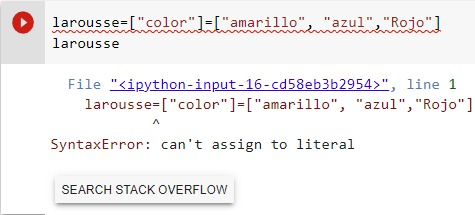 larousse=["color"]=["amarillo", "azul","Rojo"]
larousse
File "<ipython-input-16-cd58eb3b2954>", line 1
larousse=["color"]=["amarillo", "azul","Rojo"]
^
SyntaxError: can't assign to literal
SEARCH STACK OVERFLOW